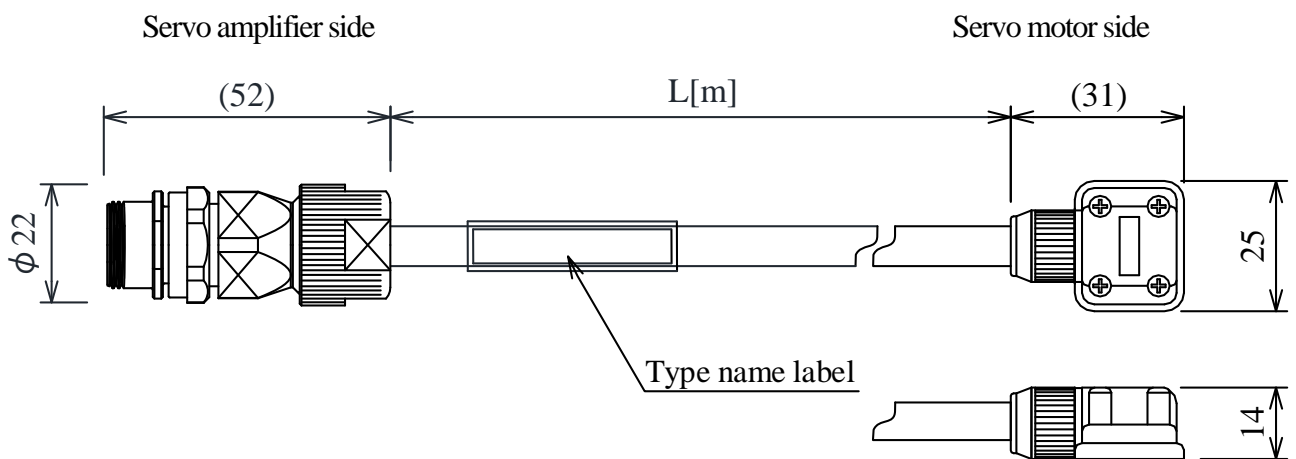 Servo amplifier side
Servo motor side
(52)
L[m]
(31)
ϕ22
25
Type name label
14